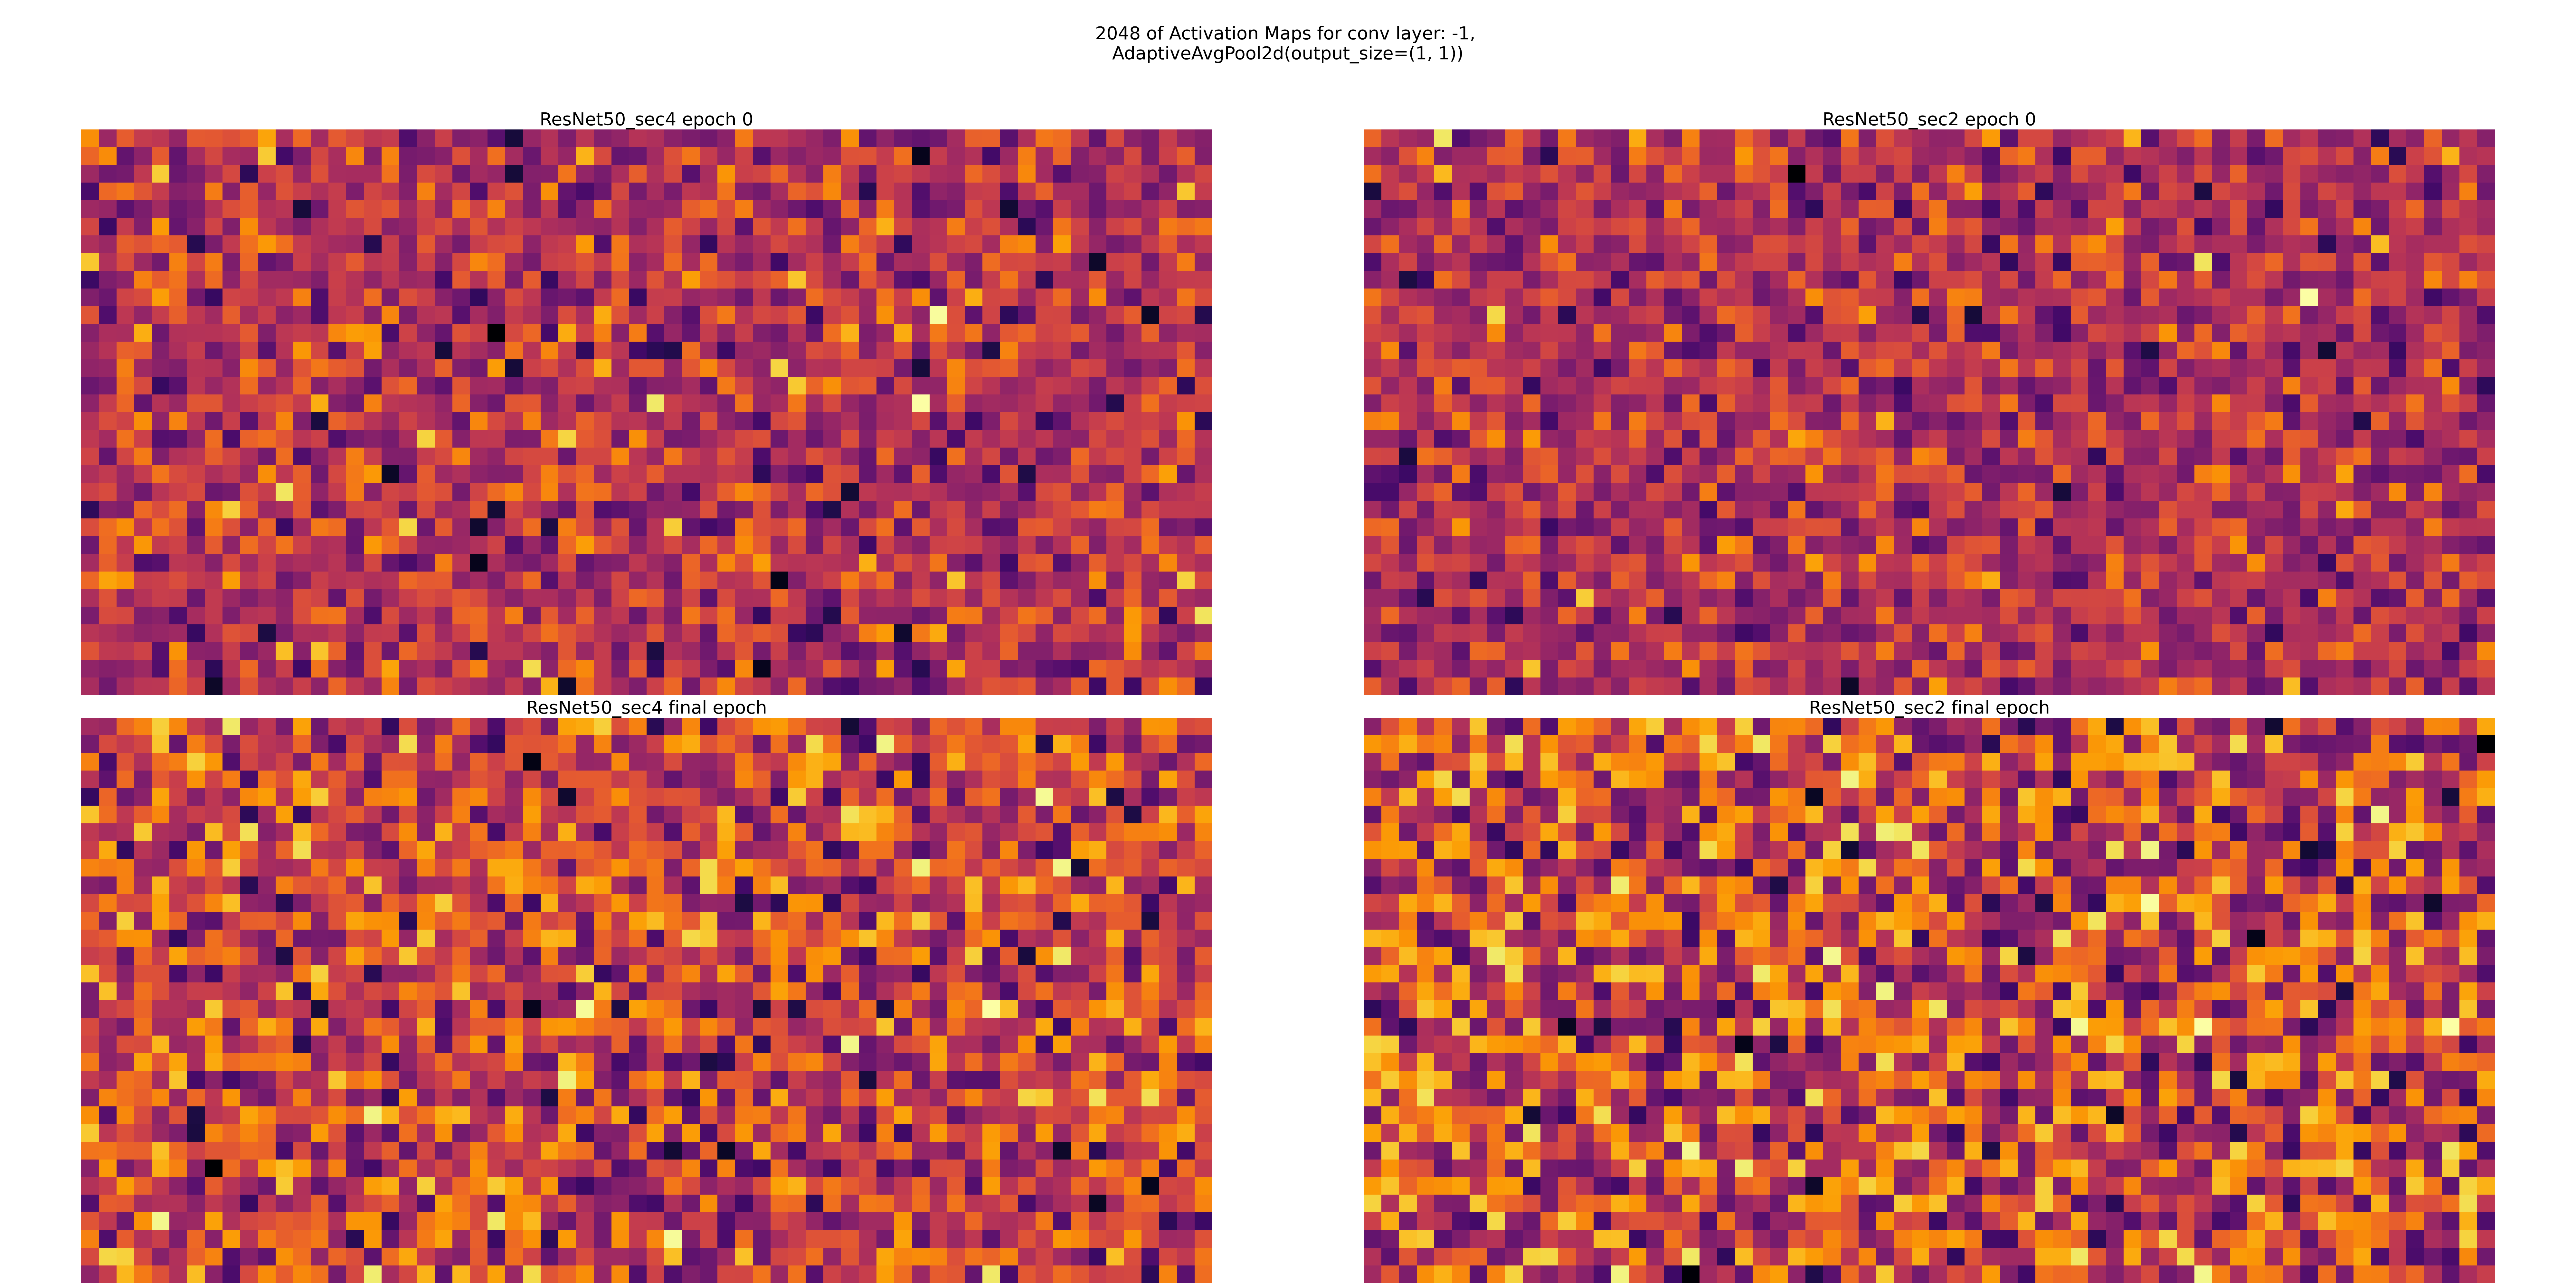 2048 of Activation Maps for conv layer: -1,
AdaptiveAvgPool2d(output_size=(1, 1))
ResNet50_sec4 epoch 0
ResNet50_sec2 epoch 0
ResNet50_sec4 final epoch
ResNet50_sec2 final epoch